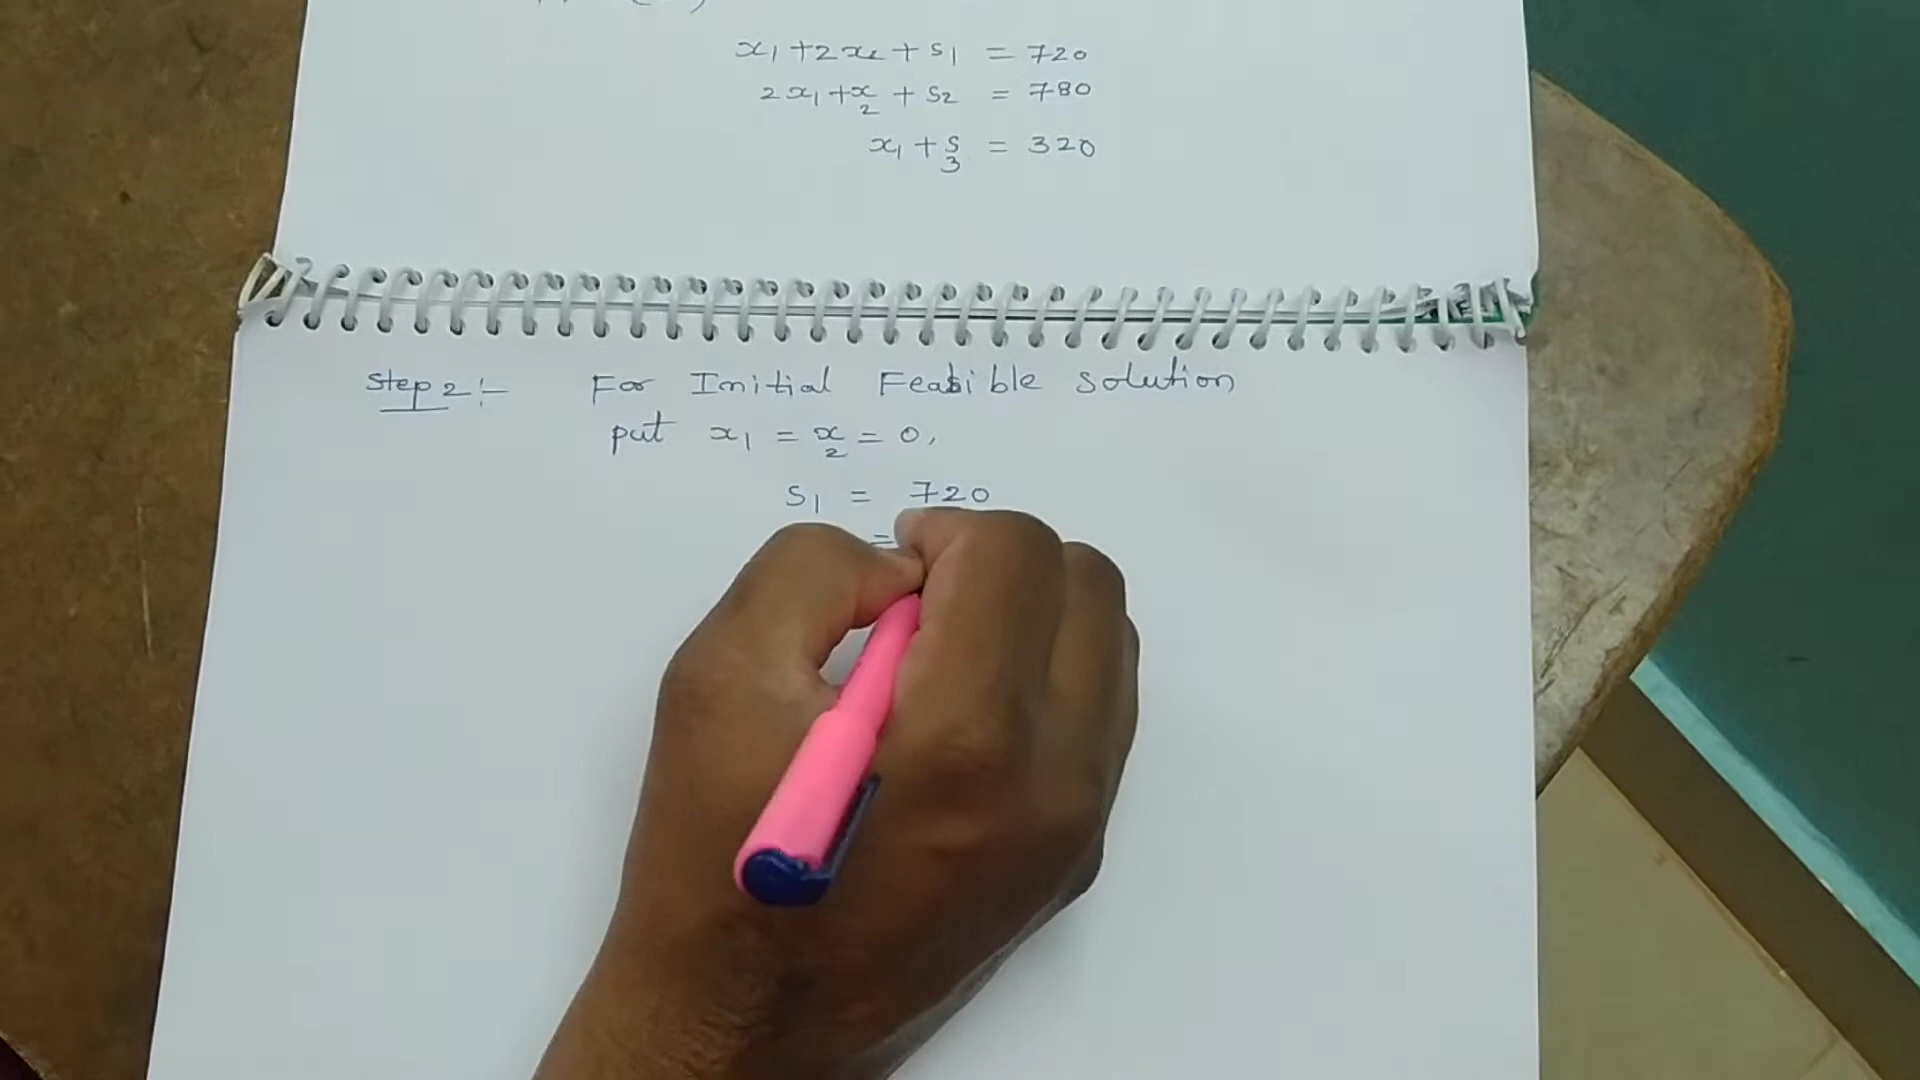 x₁ + 2x₂ + s₁ = 720
2x₁ + x₂ + s₂ = 780
x₁ + s₃ = 320
Step 2:- For Initial Feasible solution
put x₁ = x₂ = 0,
s₁ = 720
=